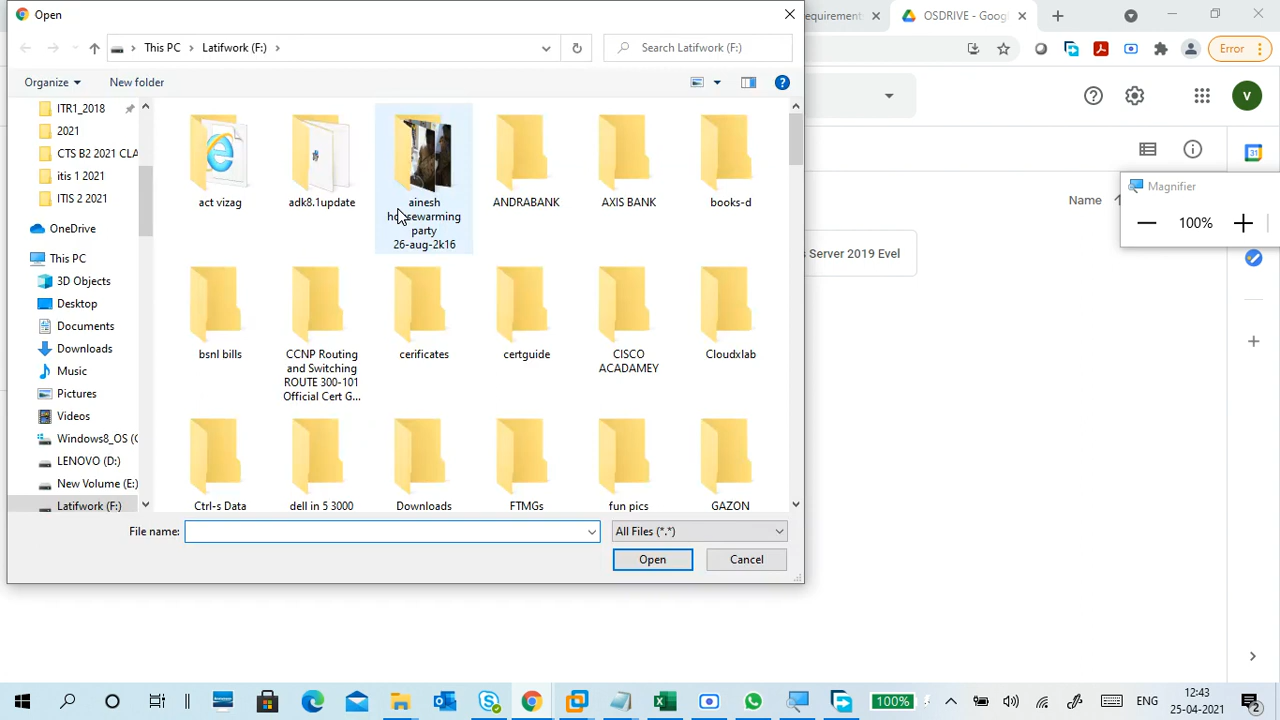 Open
equirement
OSDRIVE - Goog
This PC
Latifwork (F:)
Search Latifwork (F:)
Error
Organize
New folder
V
ITR1_2018
2021
CTS B2 2021 CLA
itis 1 2021
ITIS 2 2021
OneDrive
This PC
3D Objects
Desktop
Documents
Downloads
Music
Pictures
Videos
Windows8_OS (C
LENOVO (D:)
New Volume (E:)
Latifwork (F:)
act vizag
adk8.1update
ainesh
housewarming
party
26-aug-2k16
ANDRABANK
AXIS BANK
books-d
bsnl bills
CCNP Routing
and Switching
ROUTE 300-101
Official Cert G...
cerificates
certguide
CISCO
ACADAMEY
Cloudxlab
Ctrl-s Data
dell in 5 3000
Downloads
FTMGs
fun pics
GAZON
File name:
All Files (*.*)
Open
Cancel
31
Magnifier
Name
100%
Server 2019 Evel
100%
ENG
12:43
25-04-2021
2